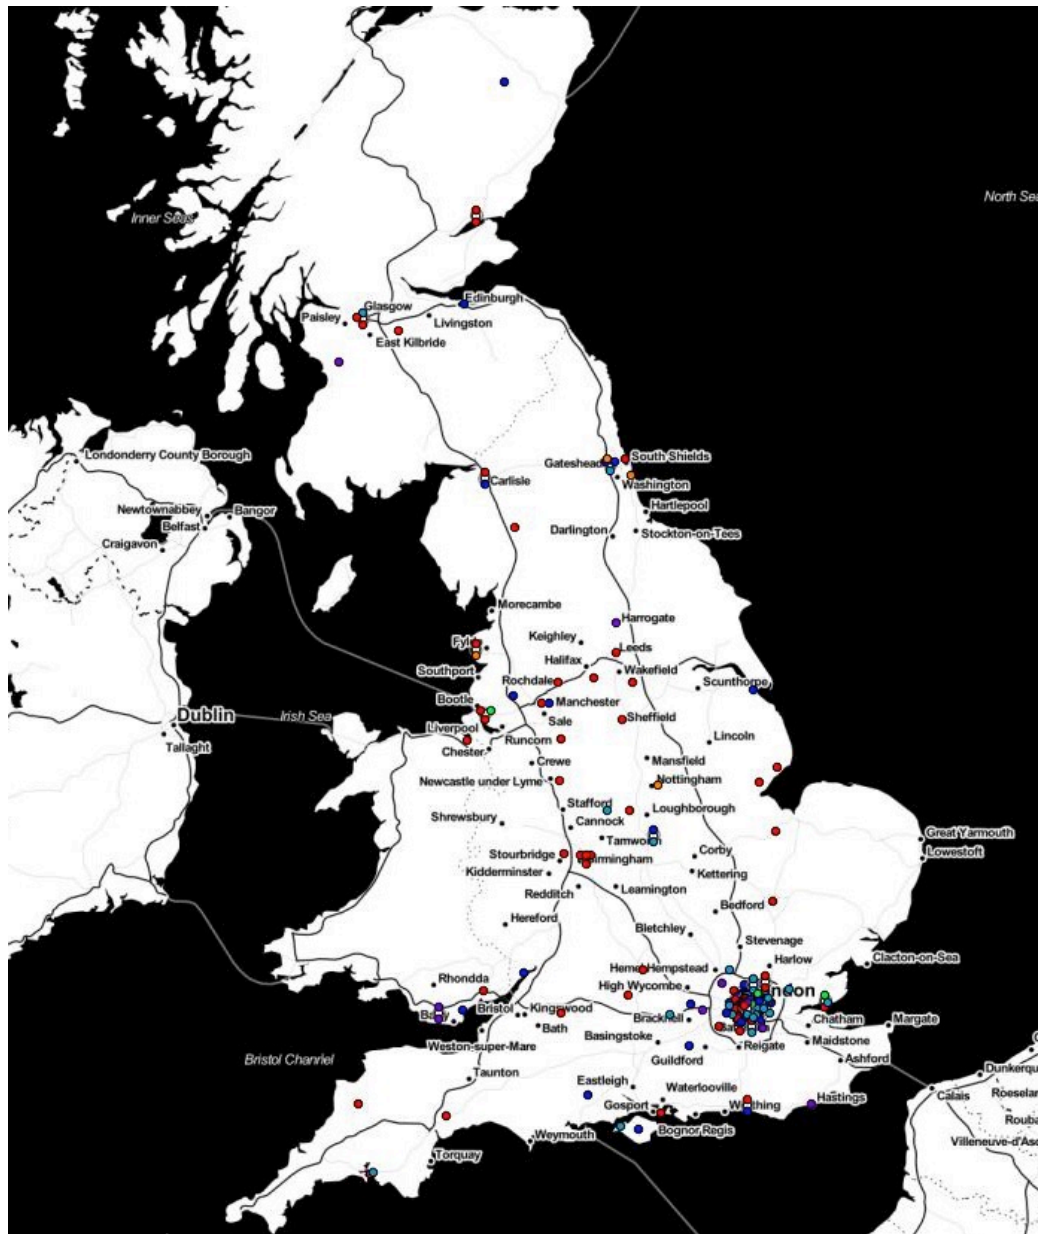 North Sea
Inner Seas
Edinburgh
Glasgow
Paisley
Livingston
East Kilbride
Londonderry County Borough
Gateshead
South Shields
Carlisle
Washington
Newtownabbey
Bangor
Hartlepool
Belfast
Darlington
Stockton-on-Tees
Craigavon
Morecambe
Harrogate
Keighley
Leeds
Southport
Halifax
Wakefield
Rochdale
Scunthorpe
Bootle
Manchester
Dublin
Irish Sea
Sale
Sheffield
Liverpool
Tallaght
Runcorn
Lincoln
Chester
Crewe
Mansfield
Newcastle under Lyme
Nottingham
Stafford
Loughborough
Shrewsbury
Cannock
Great Yarmouth
Tamworth
Corby
Lowestoft
Stourbridge
Birmingham
Kidderminster
Kettering
Redditch
Leamington
Bedford
Hereford
Bletchley
Stevenage
Clacton-on-Sea
Harlow
Hemel Hempstead
Rhondda
High Wycombe
London
Bristol
Kingswood
Bracknell
Chatham
Margate
Bath
Basingstoke
Maidstone
Weston-super-Mare
Reigate
Bristol Channel
Guildford
Ashford
Taunton
Eastleigh
Waterlooville
Dunkerqu
Calais
Hastings
Roeselar
Gosport
Worthing
Rouba
Weymouth
Bognor Regis
Villeneuve-d'Asc
Torquay